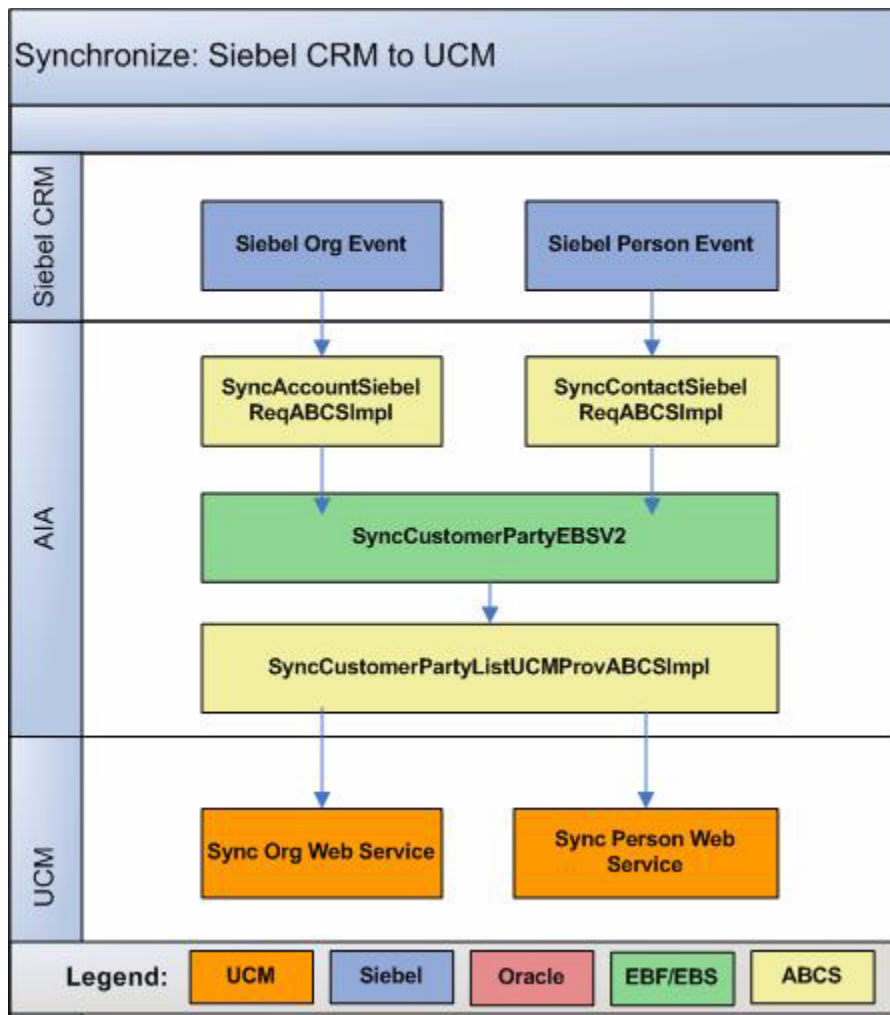 Synchronize: Siebel CRM to UCM
Siebel CRM
Siebel Org Event
Siebel Person Event
AIA
SyncAccountSiebel
ReqABCSImpl
SyncContactSiebel
ReqABCSImpl
SyncCustomerPartyEBSV2
SyncCustomerPartyListUCMProvABCSImpl
UCM
Sync Org Web Service
Sync Person Web
Service
Legend:
UCM
Siebel
Oracle
EBF/EBS
ABCS